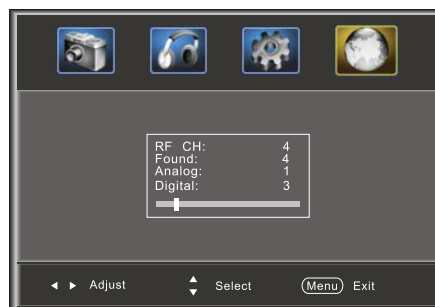 RF CH: 4
Found: 4
Analog: 1
Digital: 3
Adjust Select Menu Exit